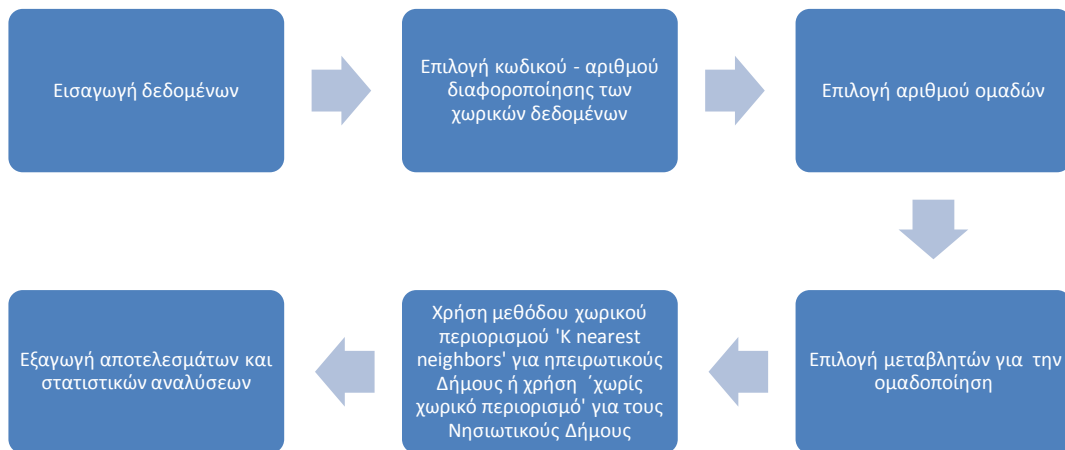 Εισαγωγή δεδομένων
Επιλογή κωδικού - αριθμού
διαφοροποίησης των
χωρικών δεδομένων
Επιλογή αριθμού ομαδών
Επιλογή μεταβλητών για την
ομαδοποίηση
Χρήση μεθόδου χωρικού
περιορισμού 'K nearest
neighbors' για ηπειρωτικούς
Δήμους ή χρήση ΄χωρίς
χωρικό περιορισμό' για τους
Νησιωτικούς Δήμους
Εξαγωγή αποτελεσμάτων και
στατιστικών αναλύσεων